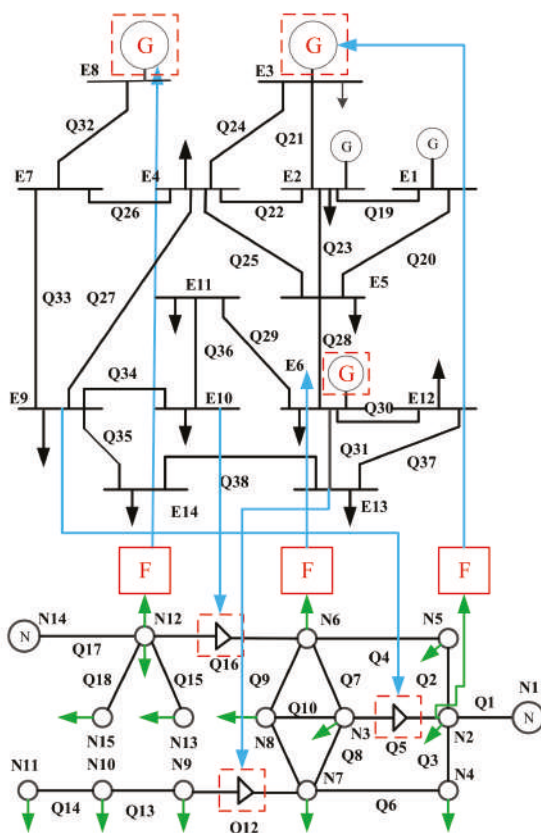 G G
E8 E3
Q32 Q24 Q21 G G
E7 E4 E2 E1
Q26 Q22 Q19
Q23
Q25 Q20
E11 E5
Q33 Q27 Q29 Q28
Q36 E6
Q34 G
E9 E10 Q30 E12
Q35 Q31 Q37
Q38
E14 E13
F F F
N14 N12 N6 N5
N Q17 Q16 Q4
Q18 Q15 Q9 Q7 Q2 N1
Q10 Q1 N
N15 N13 N8 N3 Q5 N2
Q8 Q3
N11 N10 N9 N7 N4
Q14 Q13 Q12 Q6